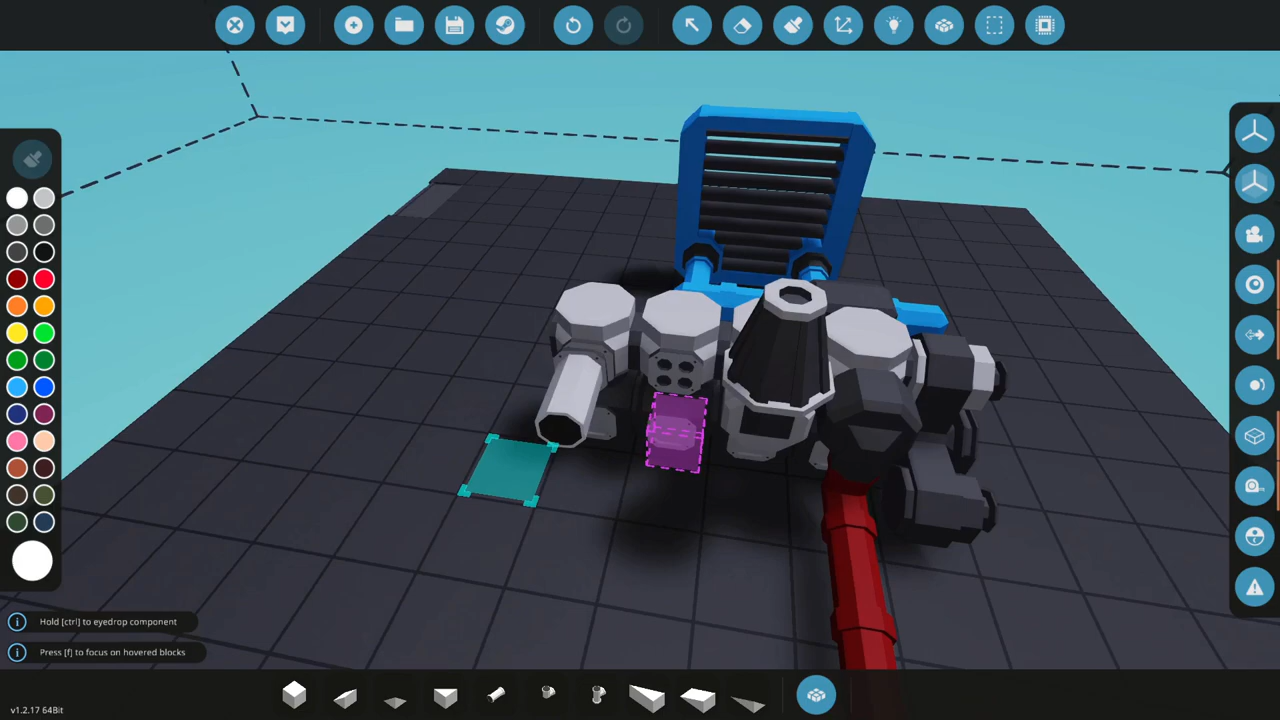 Hold [ctrl] to eyedrop component
Press [f] to focus on hovered blocks
v1.2.17 64Bit